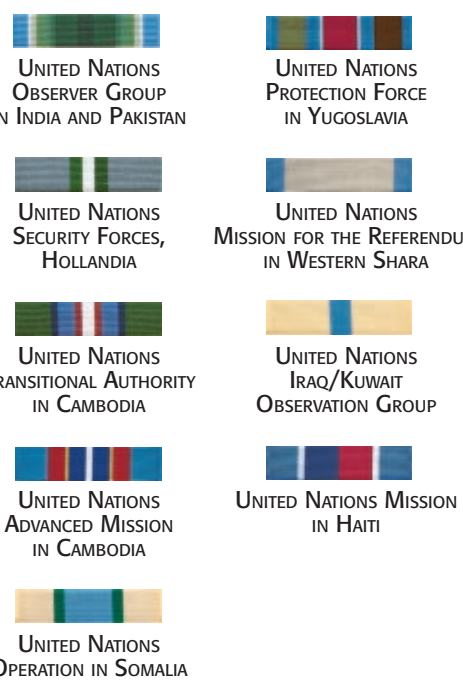 United Nations
Observer Group
n India and Pakistan
United Nations
Protection Force
in Yugoslavia
United Nations
Security Forces,
Hollandia
United Nations
Mission for the Referendu
in Western Shara
United Nations
ransitional Authority
in Cambodia
United Nations
Iraq/Kuwait
Observation Group
United Nations
Advanced Mission
in Cambodia
United Nations Mission
in Haiti
United Nations
Operation in Somalia